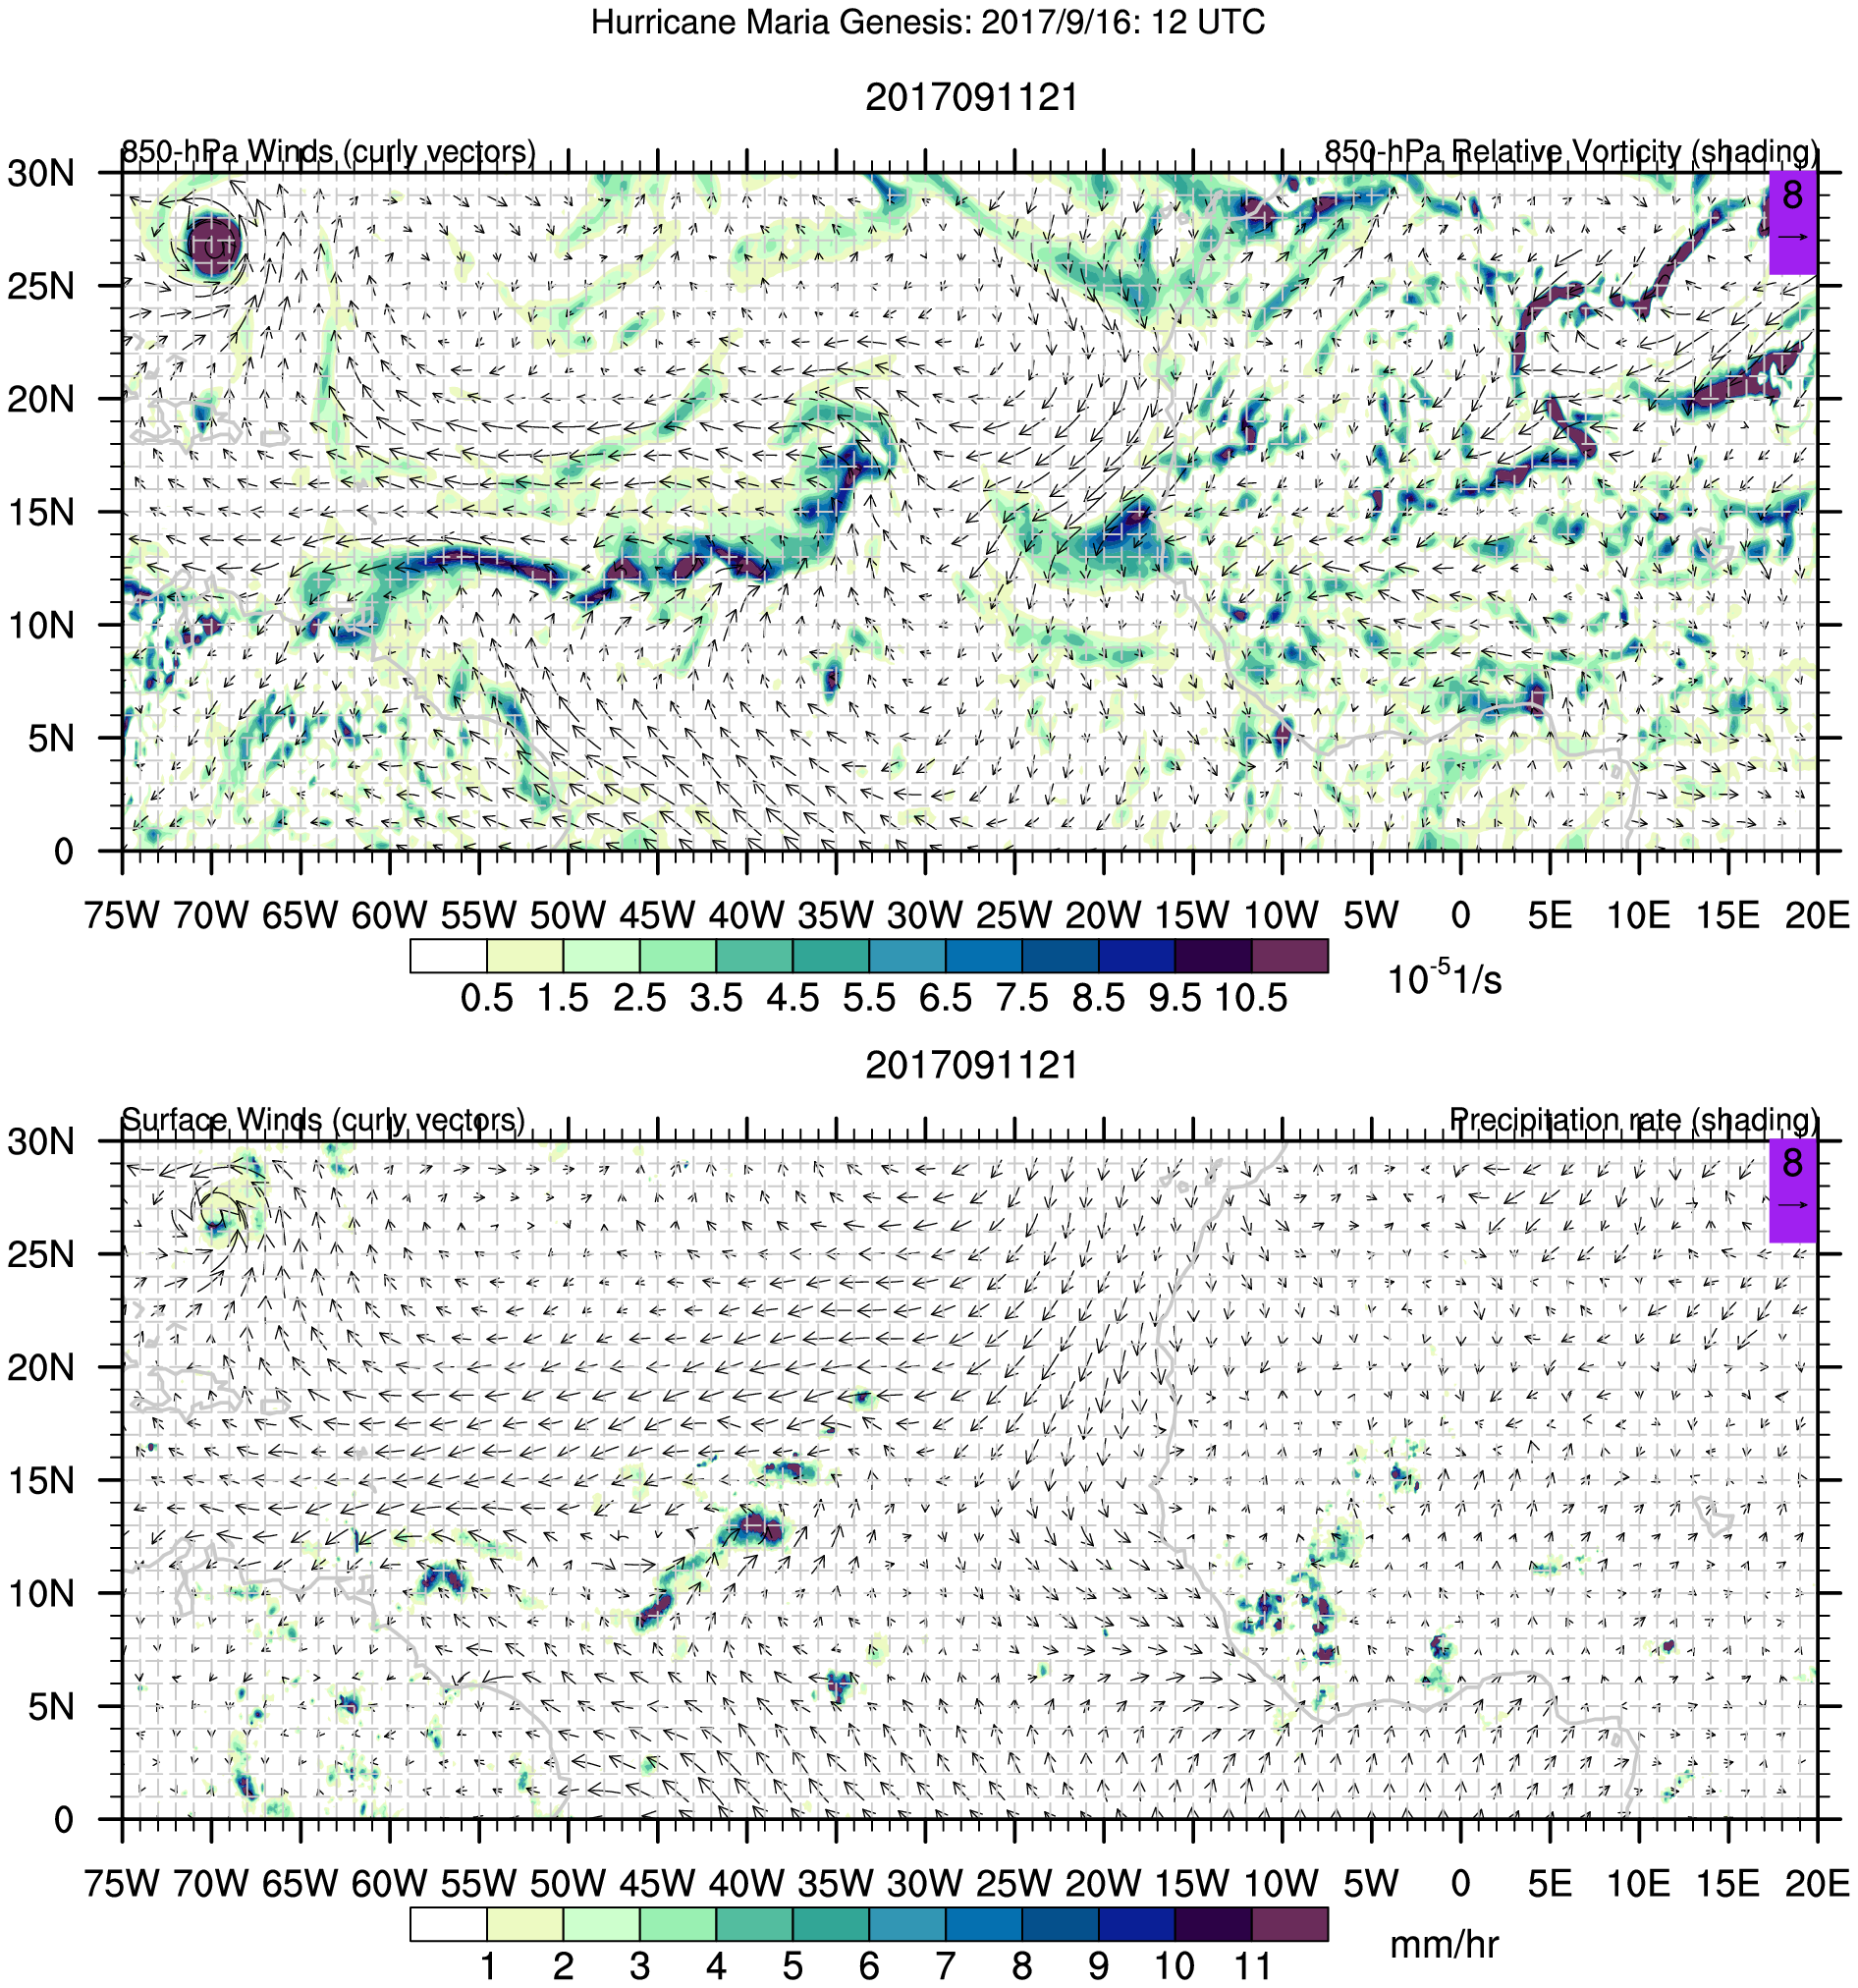 Hurricane Maria Genesis: 2017/9/16: 12 UTC
2017091121
850-hPa Winds (curly vectors) 850-hPa Relative Vorticity (shading)
30N
8
25N
20N
15N
10N
5N
0
75W 70W 65W 60W 55W 50W 45W 40W 35W 30W 25W 20W 15W 10W 5W 0 5E 10E 15E 20E
0.5 1.5 2.5 3.5 4.5 5.5 6.5 7.5 8.5 9.5 10.5
10⁻⁵1/s
2017091121
Surface Winds (curly vectors) Precipitation rate (shading)
30N
8
25N
20N
15N
10N
5N
0
75W 70W 65W 60W 55W 50W 45W 40W 35W 30W 25W 20W 15W 10W 5W 0 5E 10E 15E 20E
1 2 3 4 5 6 7 8 9 10 11
mm/hr